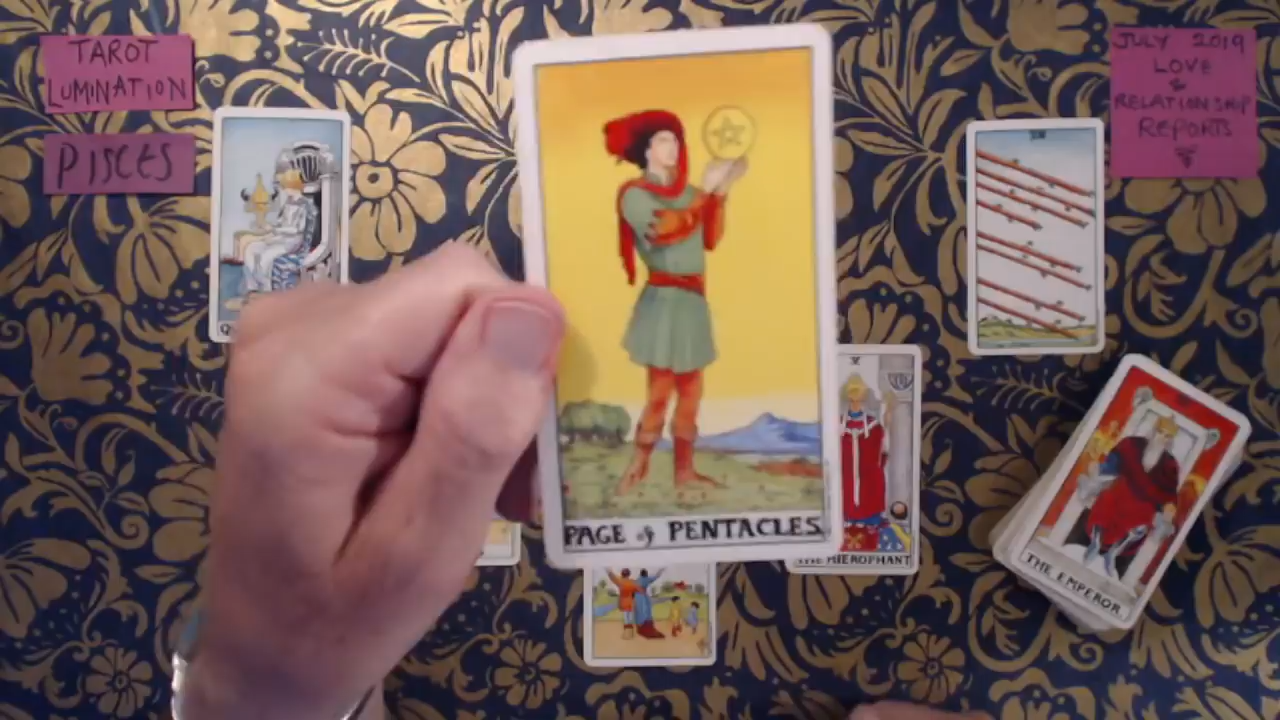 TAROT
LUMINATION
PISCES
JULY 2019
LOVE
&
RELATIONSHIP
REPORTS
PAGE of PENTACLES
V
THE HIEROPHANT
THE EMPEROR